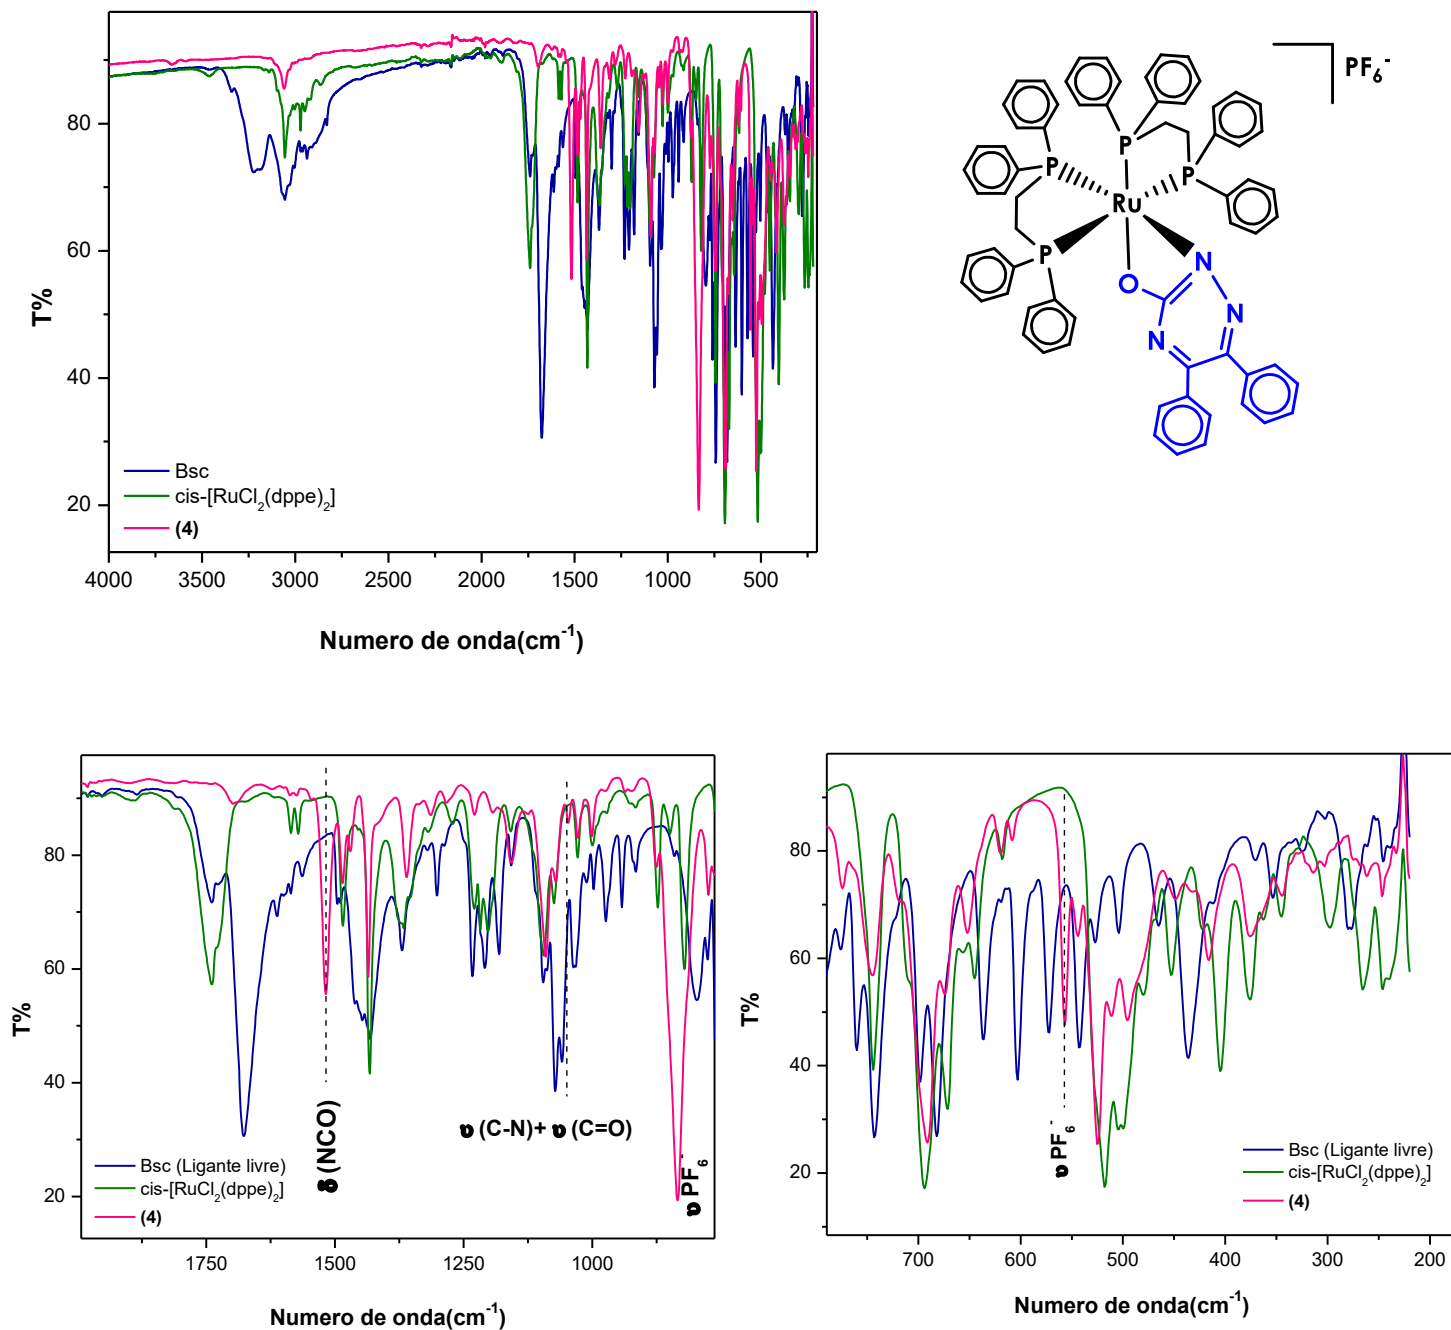 80
60
40
20
T%
Bsc
cis-[RuCl2(dppe)2]
(4)
4000 3500 3000 2500 2000 1500 1000 500
Numero de onda(cm-1)
PF6-
P
P
P
P
Ru
O
N
N
N
80
60
40
20
T%
δ (NCO)
υ (C-N)+ υ (C=O)
υ PF6-
Bsc (Ligante livre)
cis-[RuCl2(dppe)2]
(4)
1750 1500 1250 1000
Numero de onda(cm-1)
80
60
40
20
T%
υ PF6-
Bsc (Ligante livre)
cis-[RuCl2(dppe)2]
(4)
700 600 500 400 300 200
Numero de onda(cm-1)